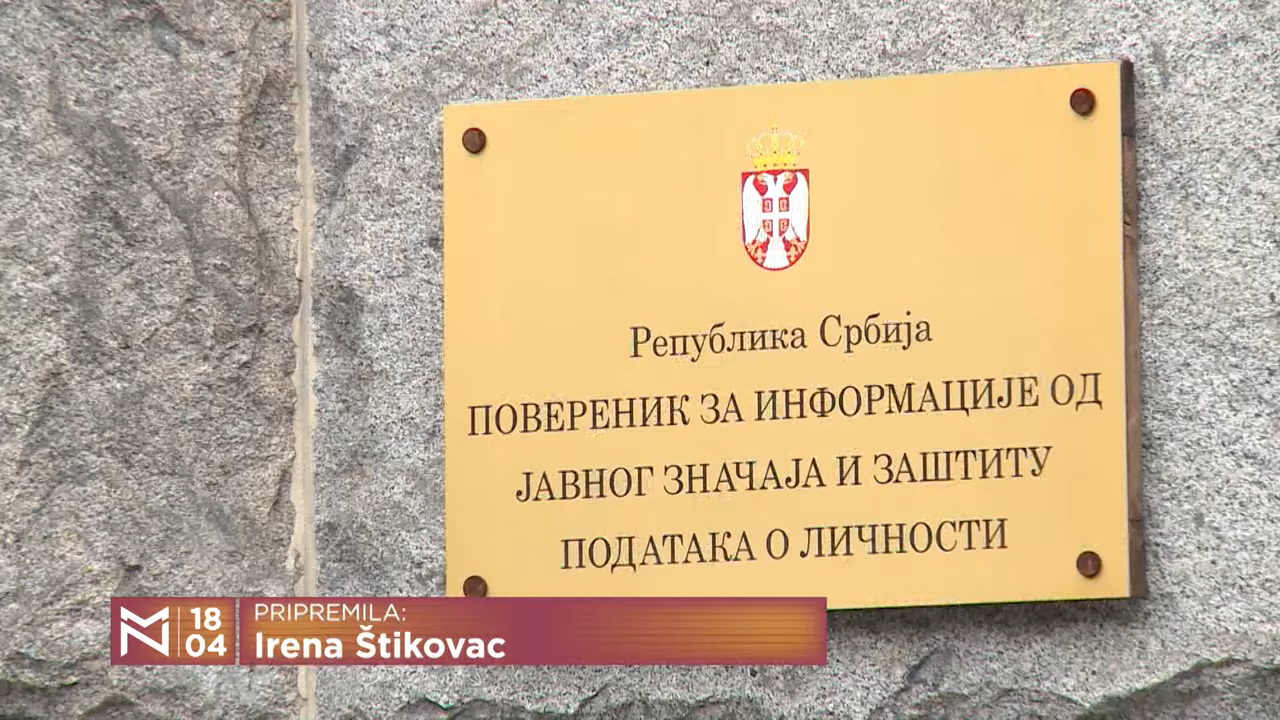 Република Србија
ПОВЕРЕНИК ЗА ИНФОРМАЦИЈЕ ОД
ЈАВНОГ ЗНАЧАЈА И ЗАШТИТУ
ПОДАТАКА О ЛИЧНОСТИ
18
04
PRIPREMILA:
Irena Štikovac